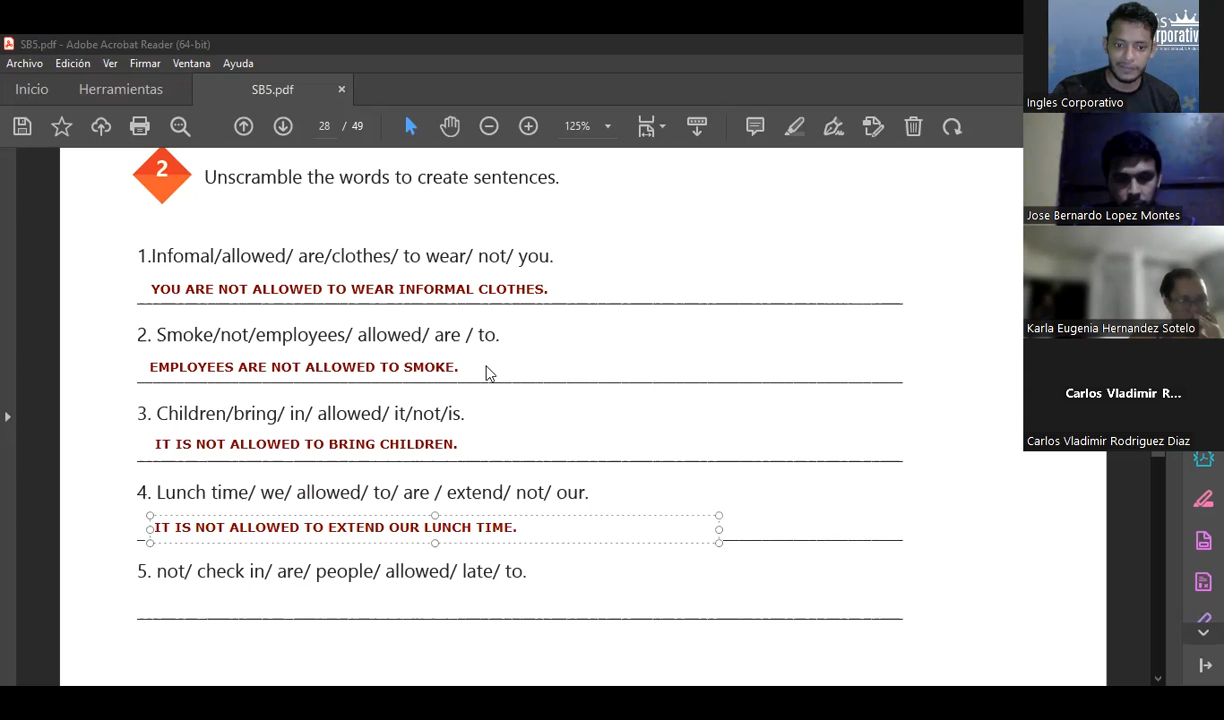 SB5.pdf - Adobe Acrobat Reader (64-bit)
Archivo Edición Ver Firmar Ventana Ayuda
Inicio Herramientas SB5.pdf ×
28 / 49 125%
2 Unscramble the words to create sentences.
1.Infomal/allowed/ are/clothes/ to wear/ not/ you.
YOU ARE NOT ALLOWED TO WEAR INFORMAL CLOTHES.
2. Smoke/not/employees/ allowed/ are / to.
EMPLOYEES ARE NOT ALLOWED TO SMOKE.
3. Children/bring/ in/ allowed/ it/not/is.
IT IS NOT ALLOWED TO BRING CHILDREN.
4. Lunch time/ we/ allowed/ to/ are / extend/ not/ our.
IT IS NOT ALLOWED TO EXTEND OUR LUNCH TIME.
5. not/ check in/ are/ people/ allowed/ late/ to.
Ingles Corporativo
Jose Bernardo Lopez Montes
Karla Eugenia Hernandez Sotelo
Carlos Vladimir R...
Carlos Vladimir Rodriguez Diaz